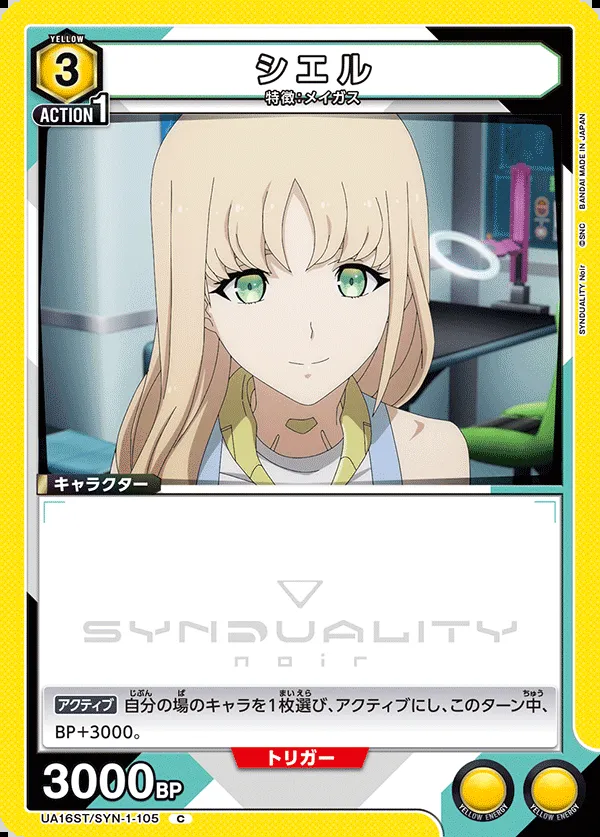 YELLOW
3
ACTION 1
シエル
特徴:メイガス
SYNDUALITY Noir ©SNC BANDAI MADE IN JAPAN
キャラクター
SYNDUALITY
noir
アクティブ 自分の場のキャラを1枚選び、アクティブにし、このターン中、
BP+3000。
トリガー
3000BP
YELLOW ENERGY
YELLOW ENERGY
UA16ST/SYN-1-105 C